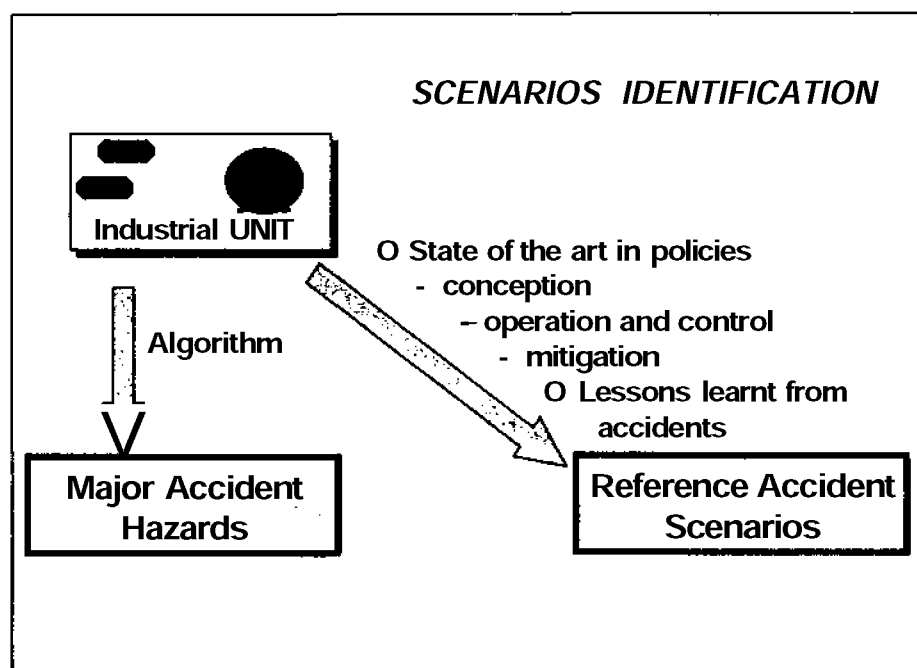 SCENARIOS IDENTIFICATION
Industrial UNIT
O State of the art in policies
- conception
- operation and control
- mitigation
O Lessons learnt from
accidents
Algorithm
Major Accident
Hazards
Reference Accident
Scenarios